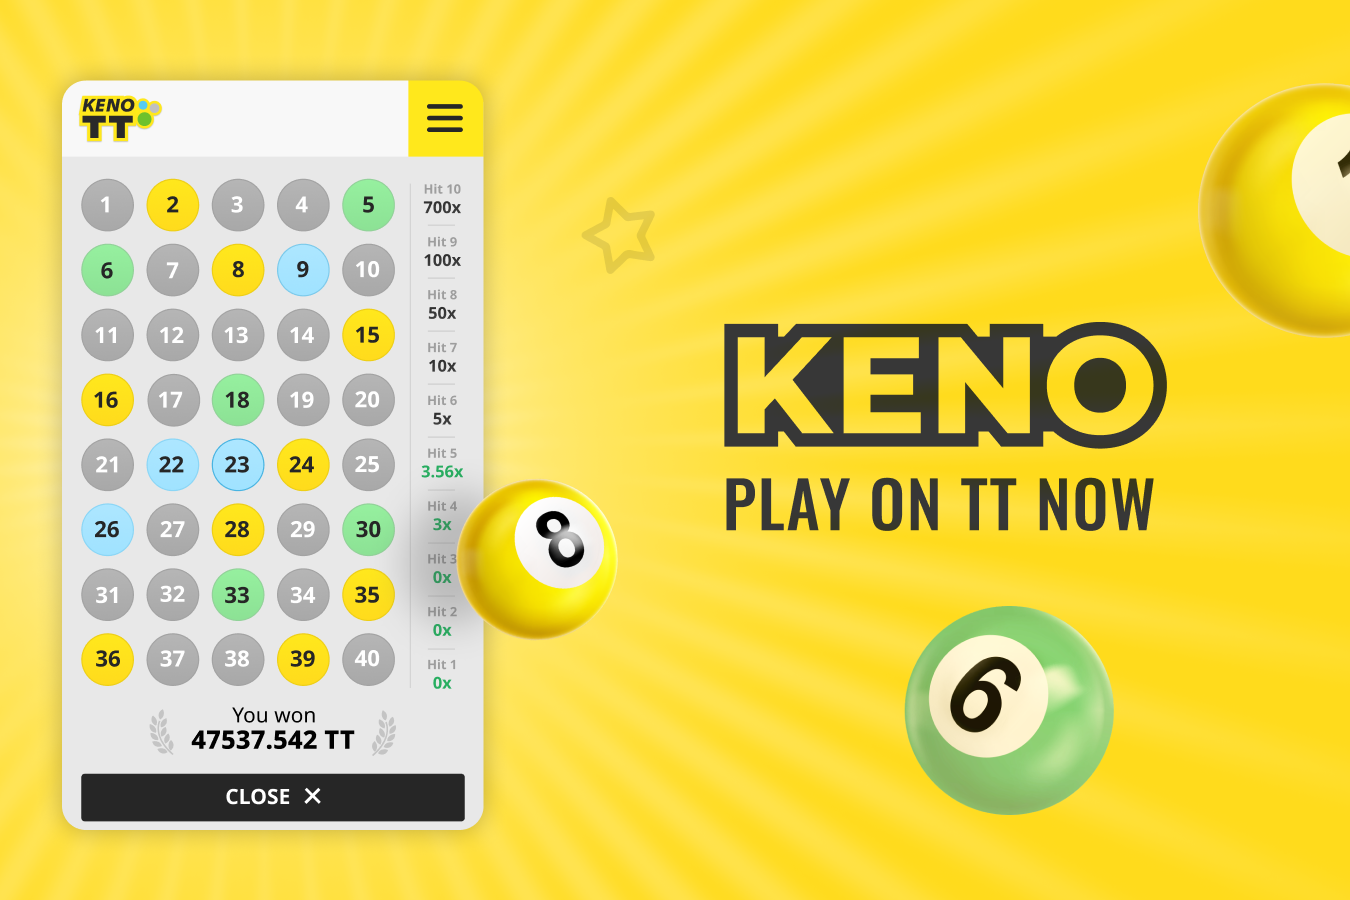 KENO
TT
1 2 3 4 5
6 7 8 9 10
11 12 13 14 15
16 17 18 19 20
21 22 23 24 25
26 27 28 29 30
31 32 33 34 35
36 37 38 39 40
Hit 10
700x
Hit 9
100x
Hit 8
50x
Hit 7
10x
Hit 6
5x
Hit 5
3.56x
Hit 4
3x
Hit 3
0x
Hit 2
0x
Hit 1
0x
You won
47537.542 TT
CLOSE ✕
8
KENO
PLAY ON TT NOW
1
6